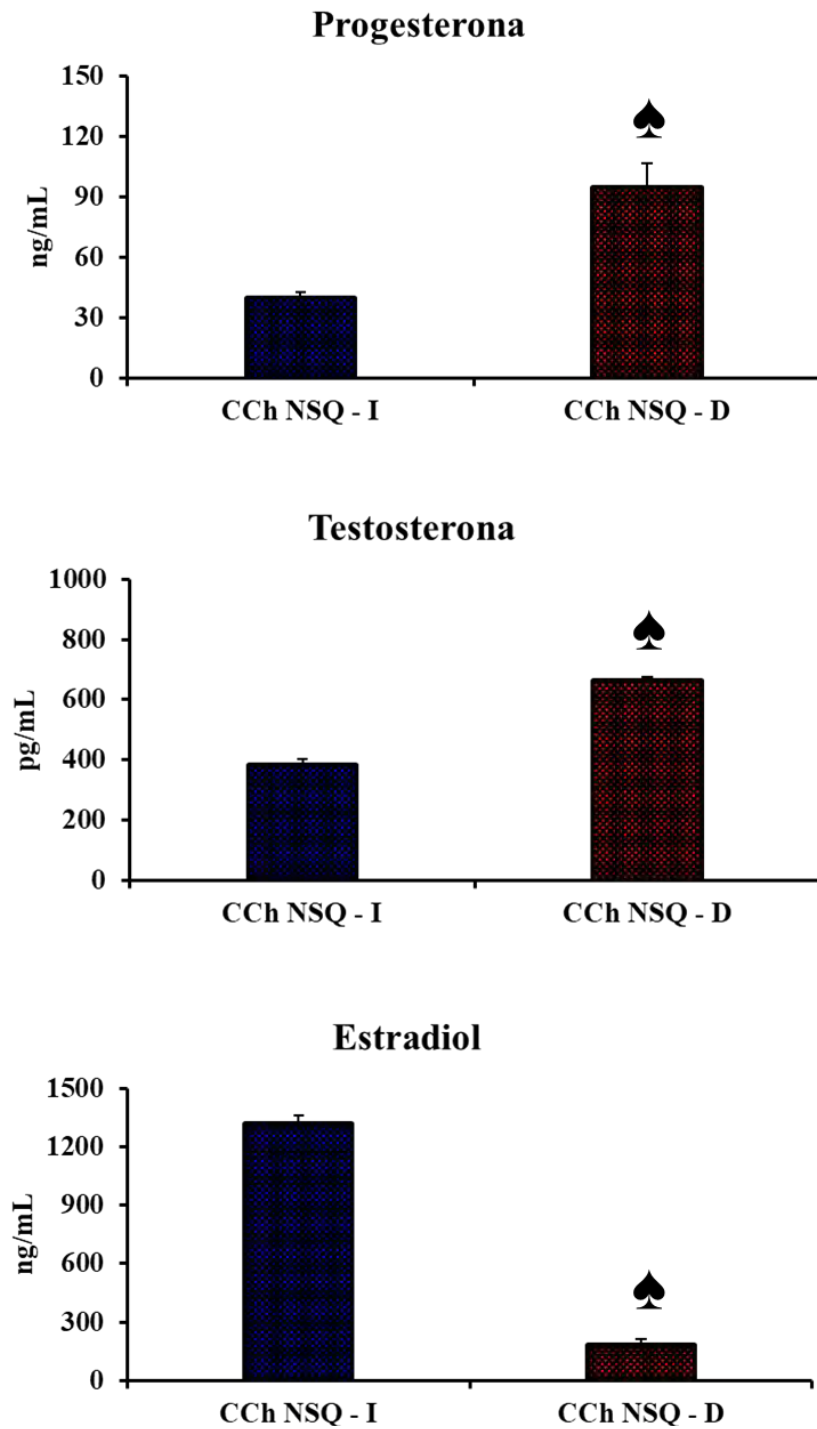 Progesterona
150
120
90
60
30
0
ng/mL
♠
CCh NSQ - I CCh NSQ - D
Testosterona
1000
800
600
400
200
0
pg/mL
♠
CCh NSQ - I CCh NSQ - D
Estradiol
1500
1200
900
600
300
0
ng/mL
♠
CCh NSQ - I CCh NSQ - D